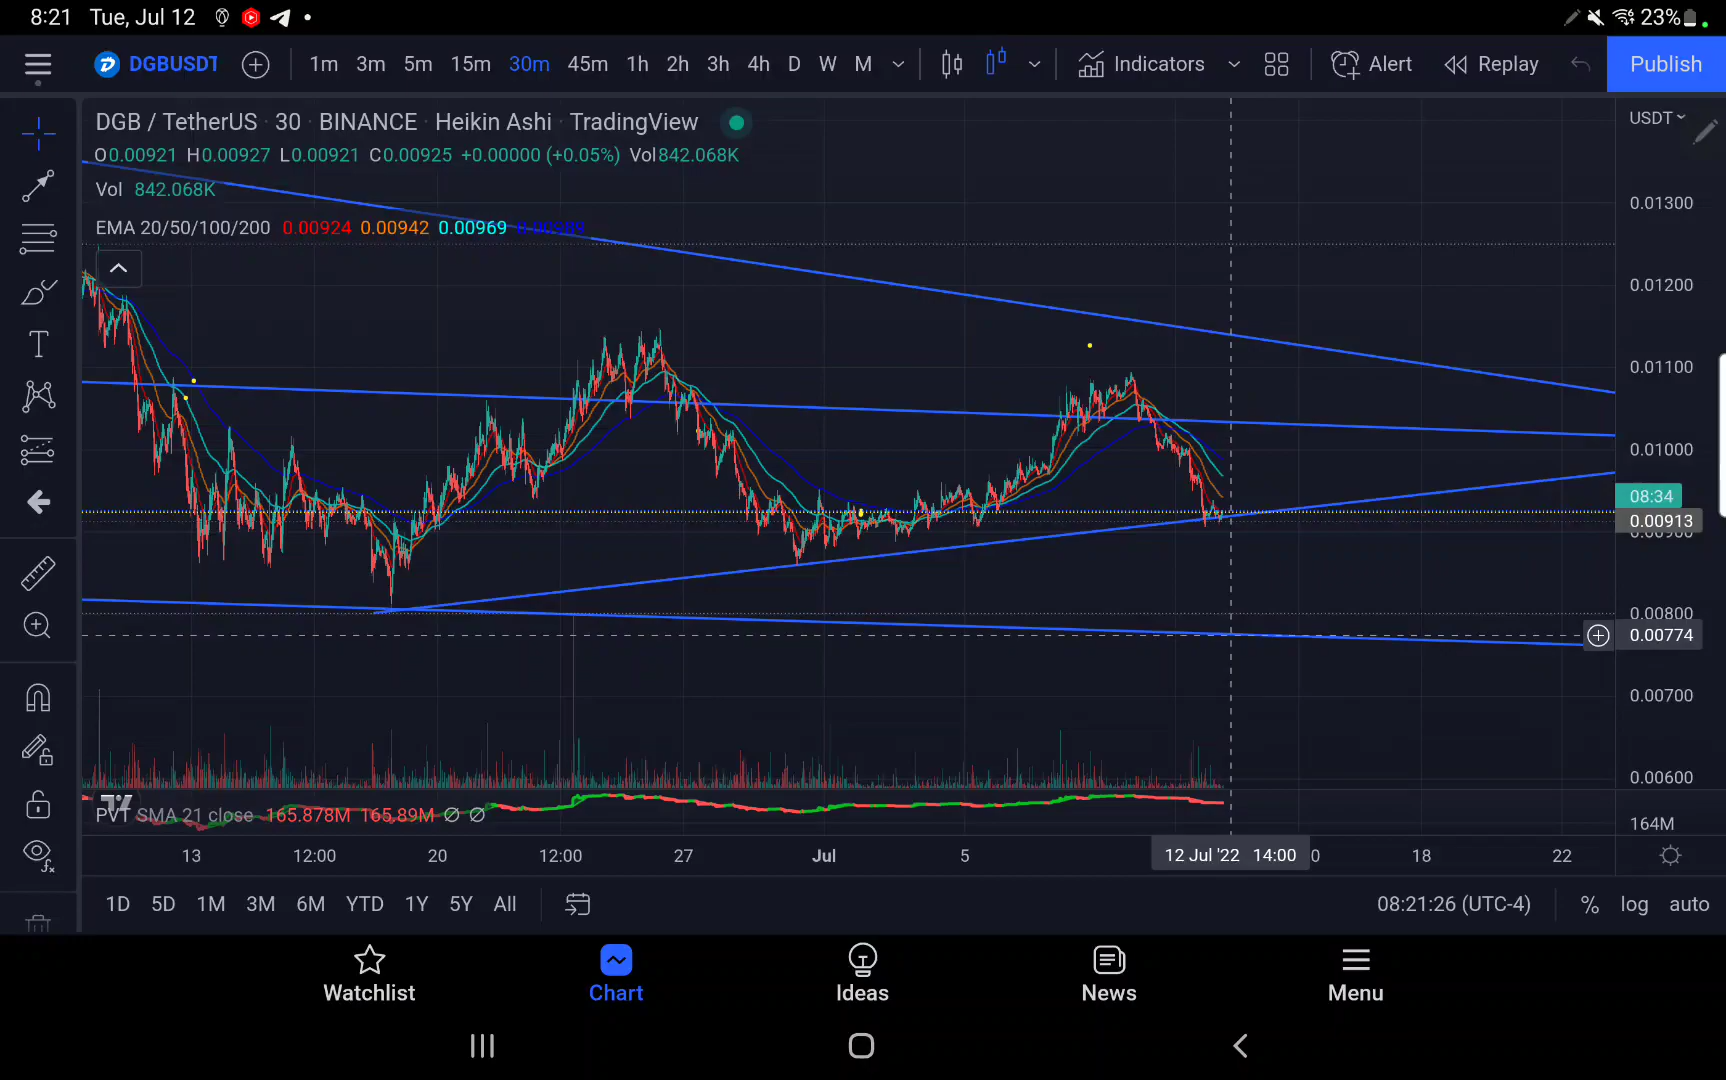 8:21 Tue, Jul 12 23%
DGBUSDT 1m 3m 5m 15m 30m 45m 1h 2h 3h 4h D W M Indicators Alert Replay Publish
DGB / TetherUS · 30 · BINANCE · Heikin Ashi · TradingView
USDT
O0.00921 H0.00927 L0.00921 C0.00925 +0.00000 (+0.05%) Vol842.068K
Vol 842.068K
EMA 20/50/100/200 0.00924 0.00942 0.00969 0.00989
0.01300
0.01200
0.01100
0.01000
08:34
0.00913
0.00900
0.00800
0.00774
0.00700
0.00600
PVT SMA 21 close 165.878M 165.89M ∅ ∅
164M
13 12:00 20 12:00 27 Jul 5 12 Jul '22 14:00 0 18 22
1D 5D 1M 3M 6M YTD 1Y 5Y All 08:21:26 (UTC-4) % log auto
Watchlist Chart Ideas News Menu